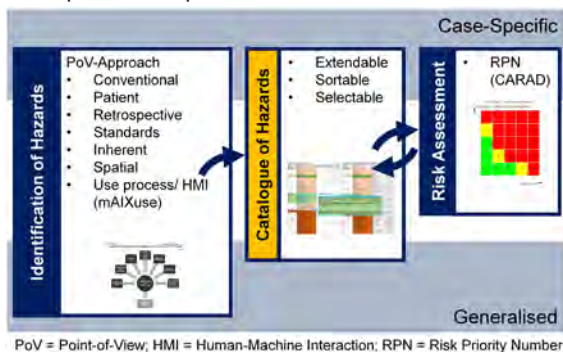 Case-Specific
Identification of Hazards
PoV-Approach
• Conventional
• Patient
• Retrospective
• Standards
• Inherent
• Spatial
• Use process/ HMI
(mAIXuse)
Catalogue of Hazards
• Extendable
• Sortable
• Selectable
Risk Assessment
• RPN
(CARAD)
Generalised
PoV = Point-of-View; HMI = Human-Machine Interaction; RPN = Risk Priority Number